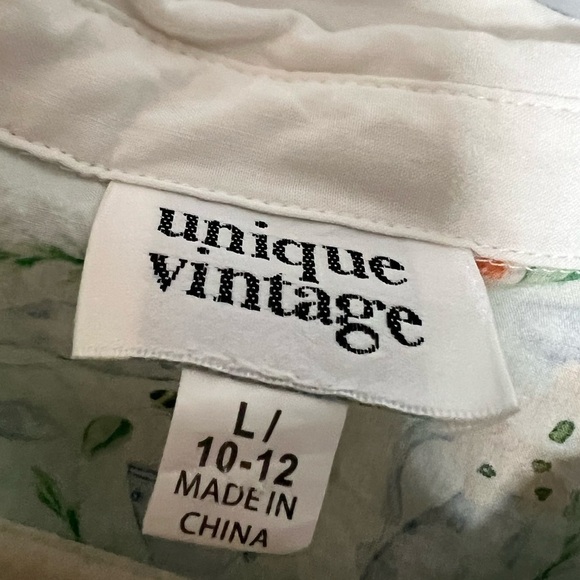 unique
vintage
L/
10-12
MADE IN
CHINA